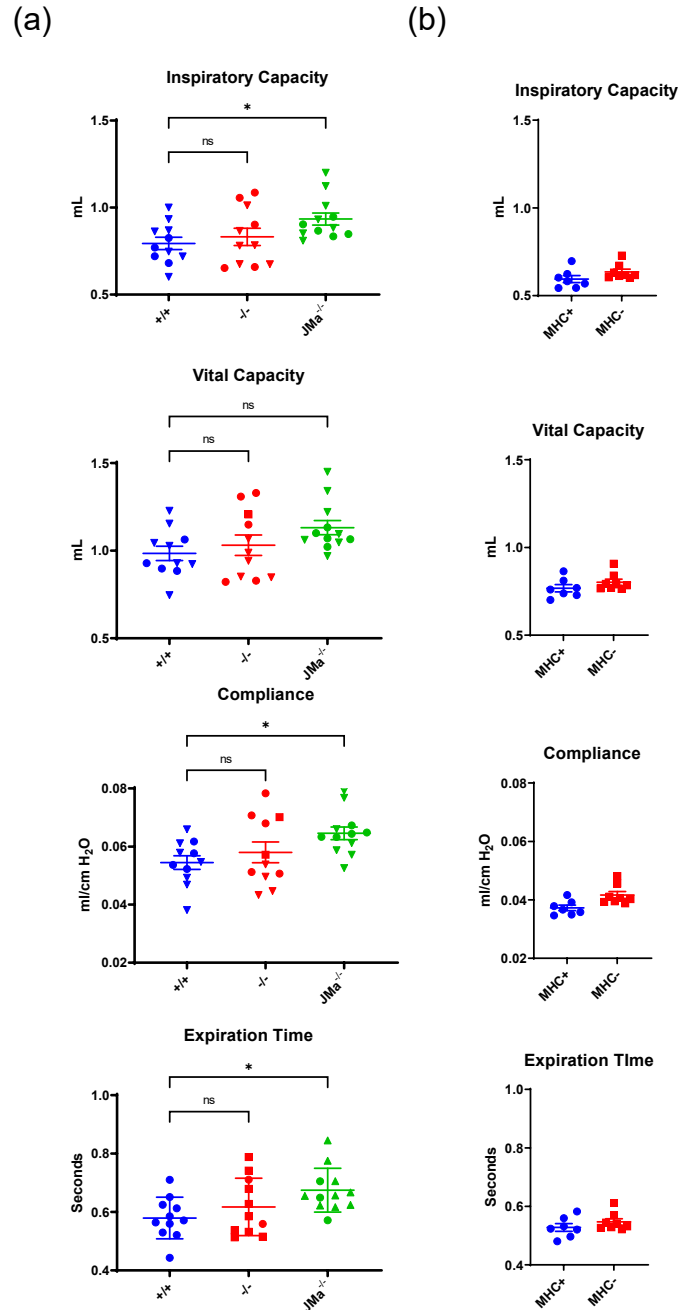 (a)
(b)
Inspiratory Capacity
*
ns
1.5
1.0
0.5
mL
+/+
-/-
JMa-/-
Inspiratory Capacity
1.5
1.0
0.5
mL
MHC+
MHC-
Vital Capacity
ns
ns
1.5
1.0
0.5
mL
+/+
-/-
JMa-/-
Vital Capacity
1.5
1.0
0.5
mL
MHC+
MHC-
Compliance
*
ns
0.08
0.06
0.04
0.02
ml/cm H2O
+/+
-/-
JMa-/-
Compliance
0.08
0.06
0.04
0.02
ml/cm H2O
MHC+
MHC-
Expiration Time
*
ns
1.0
0.8
0.6
0.4
Seconds
+/+
-/-
JMa-/-
Expiration TIme
1.0
0.8
0.6
0.4
Seconds
MHC+
MHC-